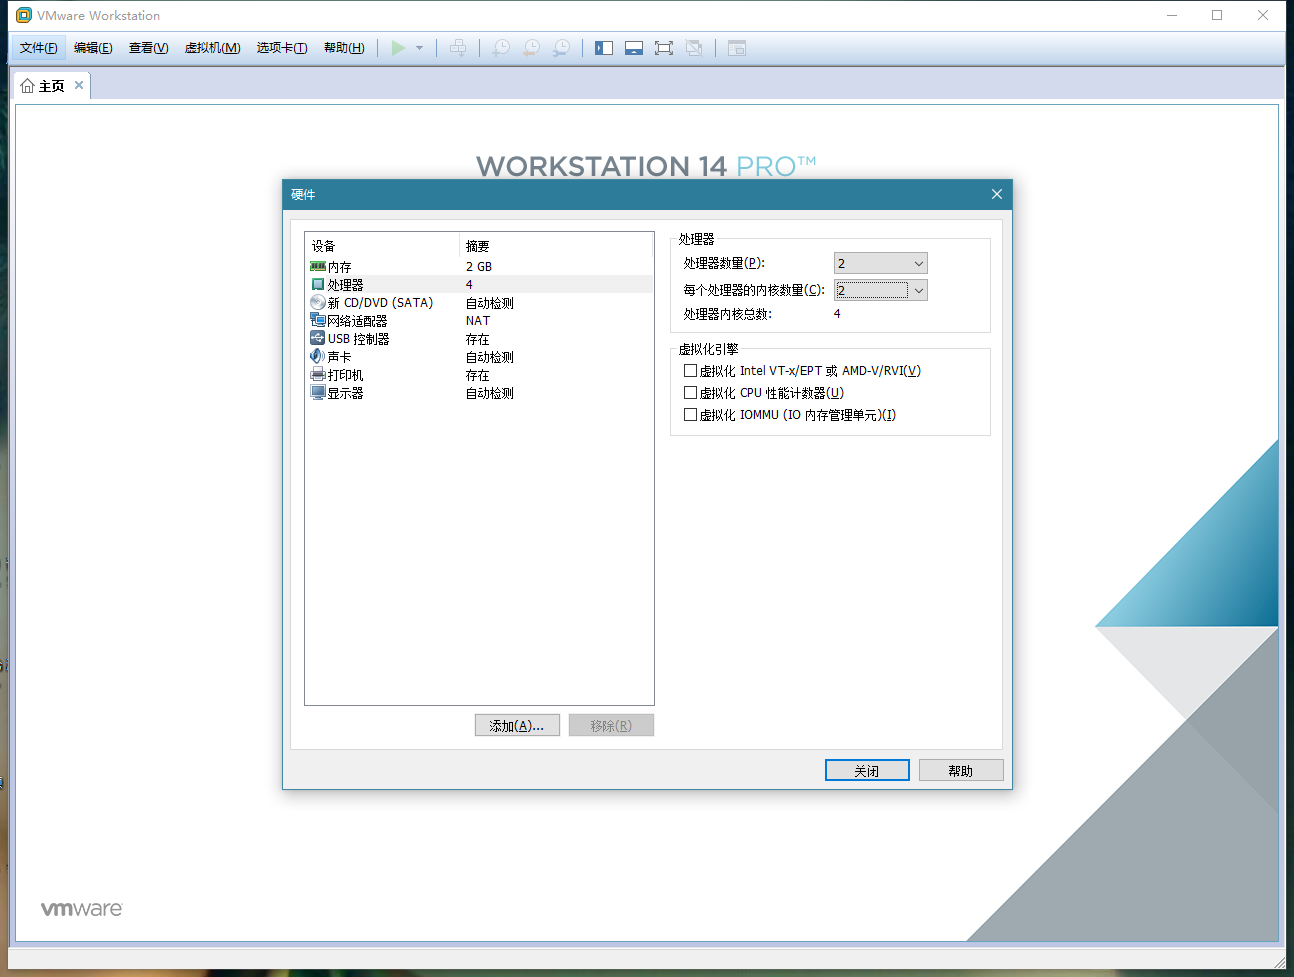 VMware Workstation
文件(F) 编辑(E) 查看(V) 虚拟机(M) 选项卡(T) 帮助(H)
主页
WORKSTATION 14 PRO™
硬件
设备 摘要
内存 2 GB
处理器 4
新 CD/DVD (SATA) 自动检测
网络适配器 NAT
USB 控制器 存在
声卡 自动检测
打印机 存在
显示器 自动检测
添加(A)... 移除(R)
处理器
处理器数量(P): 2
每个处理器的内核数量(C): 2
处理器内核总数: 4
虚拟化引擎
虚拟化 Intel VT-x/EPT 或 AMD-V/RVI(V)
虚拟化 CPU 性能计数器(U)
虚拟化 IOMMU (IO 内存管理单元)(I)
关闭 帮助
vmware